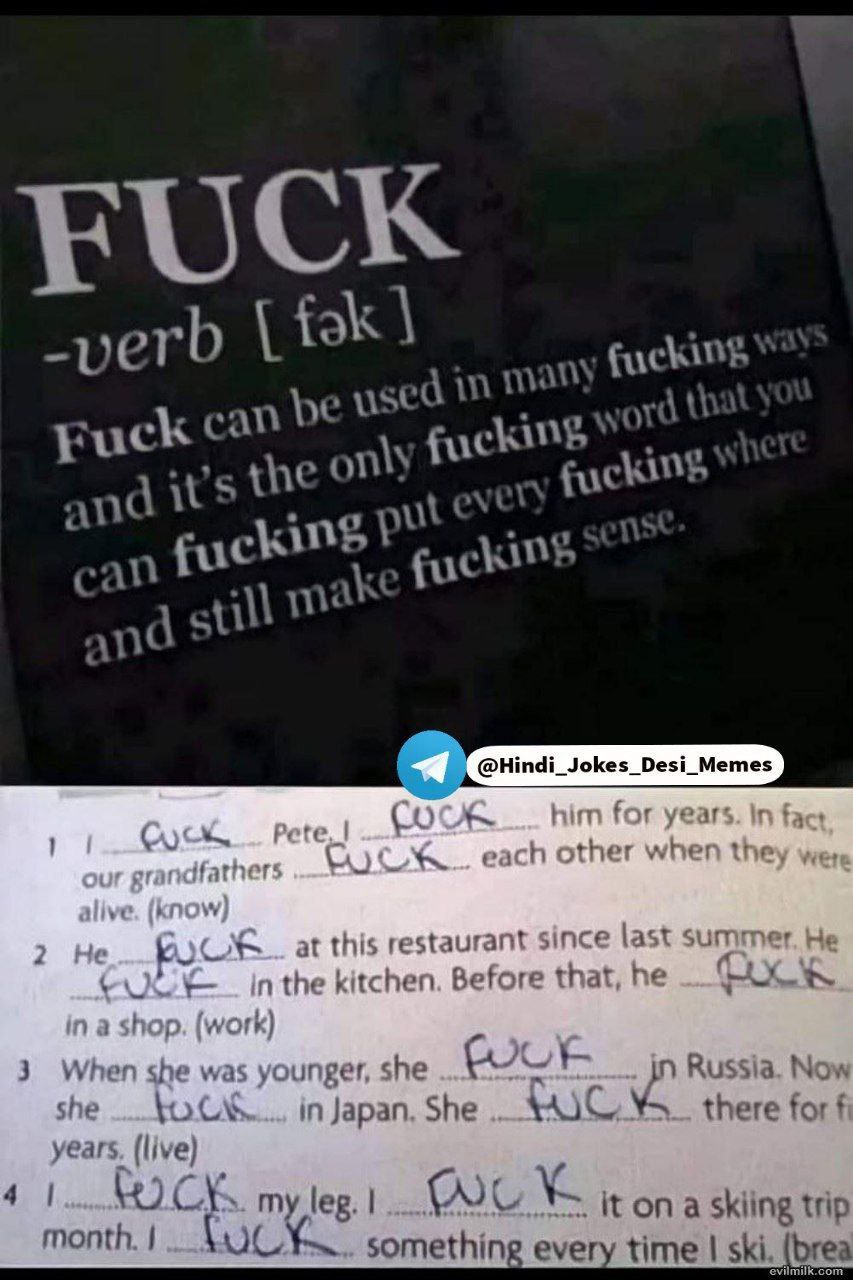 FUCK
-verb [fək]
Fuck can be used in many fucking ways
and it's the only fucking word that you
can fucking put every fucking where
and still make fucking sense.
@Hindi_Jokes_Desi_Memes
1 I FUCK Pete, I FUCK him for years. In fact,
our grandfathers FUCK each other when they were
alive. (know)
2 He FUCK at this restaurant since last summer. He
FUCK in the kitchen. Before that, he FUCK
in a shop. (work)
3 When she was younger, she FUCK in Russia. Now
she FUCK in Japan. She FUCK there for fi
years. (live)
4 I FUCK my leg. I FUCK it on a skiing trip
month. I FUCK something every time I ski. (brea
evilmilk.com